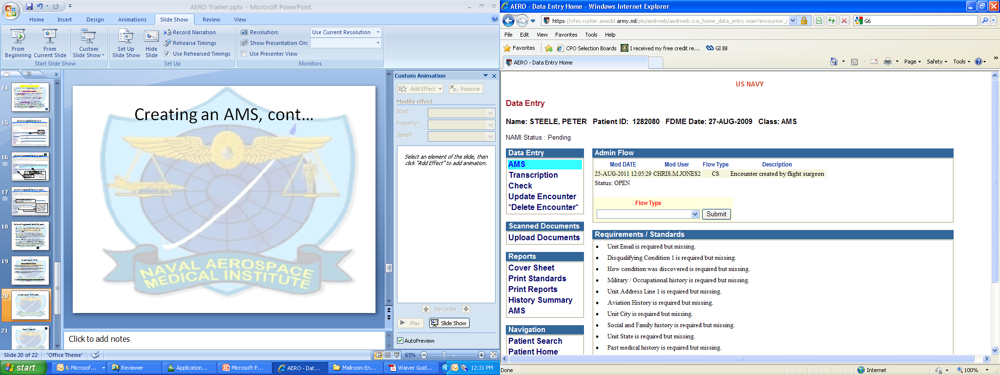 AERO Trainer.pptx - Microsoft PowerPoint
Home Insert Design Animations Slide Show Review View
From Beginning
From Current Slide
Custom Slide Show
Start Slide Show
Set Up Slide Show
Hide Slide
Record Narration
Rehearse Timings
Use Rehearsed Timings
Set Up
Resolution: Use Current Resolution
Show Presentation On:
Use Presenter View
Monitors
14
15
16
17
18
19
20
21
Creating an AMS, cont...
NAVAL AEROSPACE
MEDICAL INSTITUTE
Click to add notes
Custom Animation
Add Effect Remove
Modify effect
Start:
Property:
Speed:
Select an element of the slide, then
click "Add Effect" to add animation.
Re-Order
Play Slide Show
AutoPreview
Slide 20 of 22 "Office Theme" 65%
start 6 Microsof... Reviewer Application... Microsoft P... AERO - Dat... Mailroom En... Waiver Guid... 12:31 PM
AERO - Data Entry Home - Windows Internet Explorer
https://vfso.rucker.amedd.army.mil/pls/aedrweb/aedrweb.cus_home_data_entry.main?encounter_i G6
File Edit View Favorites Tools Help
Favorites CPO Selection Boards I received my free credit re... GI Bil
AERO - Data Entry Home Page Safety Tools
US NAVY
Data Entry
Name: STEELE, PETER Patient ID: 1282080 FDME Date: 27-AUG-2009 Class: AMS
NAMI Status : Pending
Data Entry
AMS
Transcription
Check
Update Encounter
*Delete Encounter*
Scanned Documents
Upload Documents
Reports
Cover Sheet
Print Standards
Print Reports
History Summary
AMS
Navigation
Patient Search
Patient Home
Admin Flow
Mod DATE Mod User Flow Type Description
25-AUG-2011 12:05:29 CHRIS.M.JONES2 CS Encounter created by flight surgeon
Status: OPEN
Flow Type
Submit
Requirements / Standards
• Unit Email is required but missing.
• Disqualifying Condition 1 is required but missing.
• How condition was discovered is required but missing.
• Military / Occupational history is required but missing.
• Unit Address Line 1 is required but missing.
• Aviation History is required but missing.
• Unit City is required but missing.
• Social and Family history is required but missing.
• Unit State is required but missing.
• Past medical history is required but missing.
Done Internet 100%